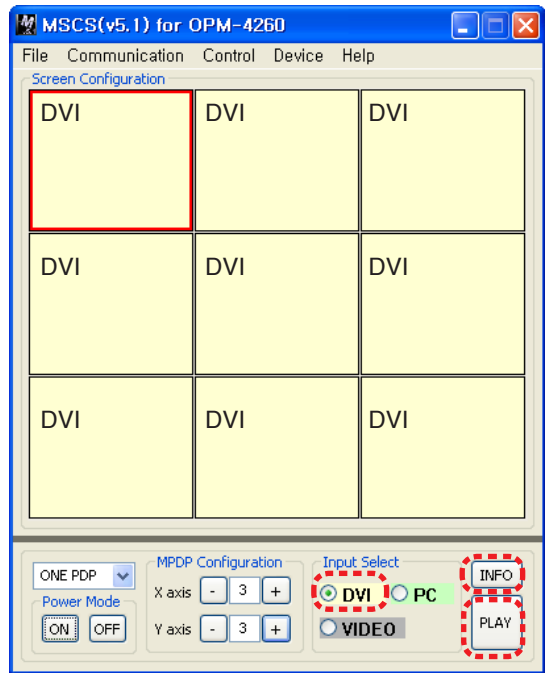 MSCS(v5.1) for OPM-4260
File Communication Control Device Help
Screen Configuration
DVI DVI DVI
DVI DVI DVI
DVI DVI DVI
ONE PDP
Power Mode
ON OFF
MPDP Configuration
X axis - 3 +
Y axis - 3 +
Input Select
DVI PC
VIDEO
INFO
PLAY